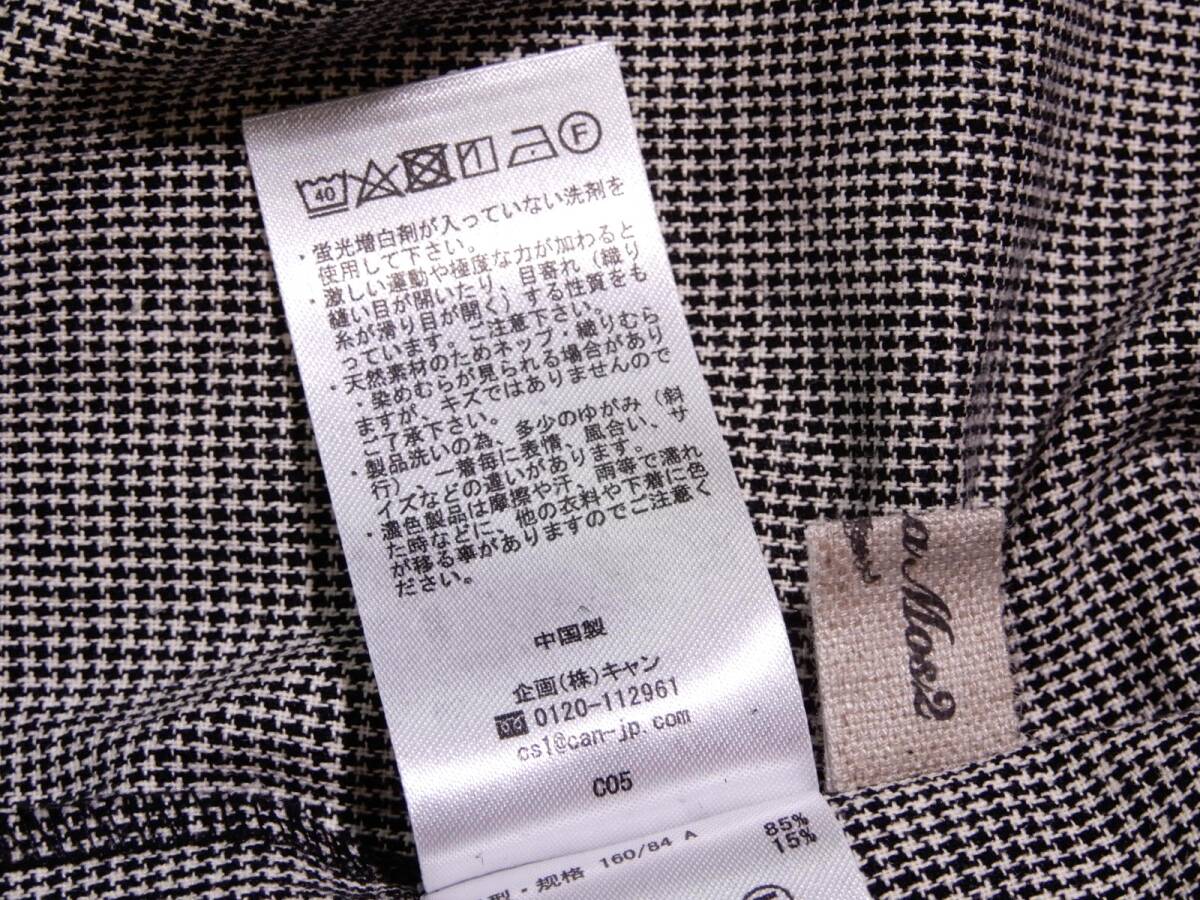 40 F
・蛍光増白剤が入っていない洗剤を
使用して下さい。
・激しい運動や極度な力が加わると
縫い目が開いたり、目寄れ（織り
糸が滑り目が開く）する性質をも
っています。ご注意下さい。
・天然素材のためネップ・織りむら
・染めむらが見られる場合があり
ますが、キズではありませんので
ご了承下さい。
・製品洗いの為、多少のゆがみ（斜
行）、一着毎に表情、風合い、サ
イズなどの違いがあります。
・濃色製品は摩擦や汗、雨等で濡れ
た時などに、他の衣料や下着に色
が移る事がありますのでご注意く
ださい。
中国製
企画(株)キャン
0120-112961
cs1@can-jp.com
C05
型-规格 160/84 A
85%
15%
a Mos2